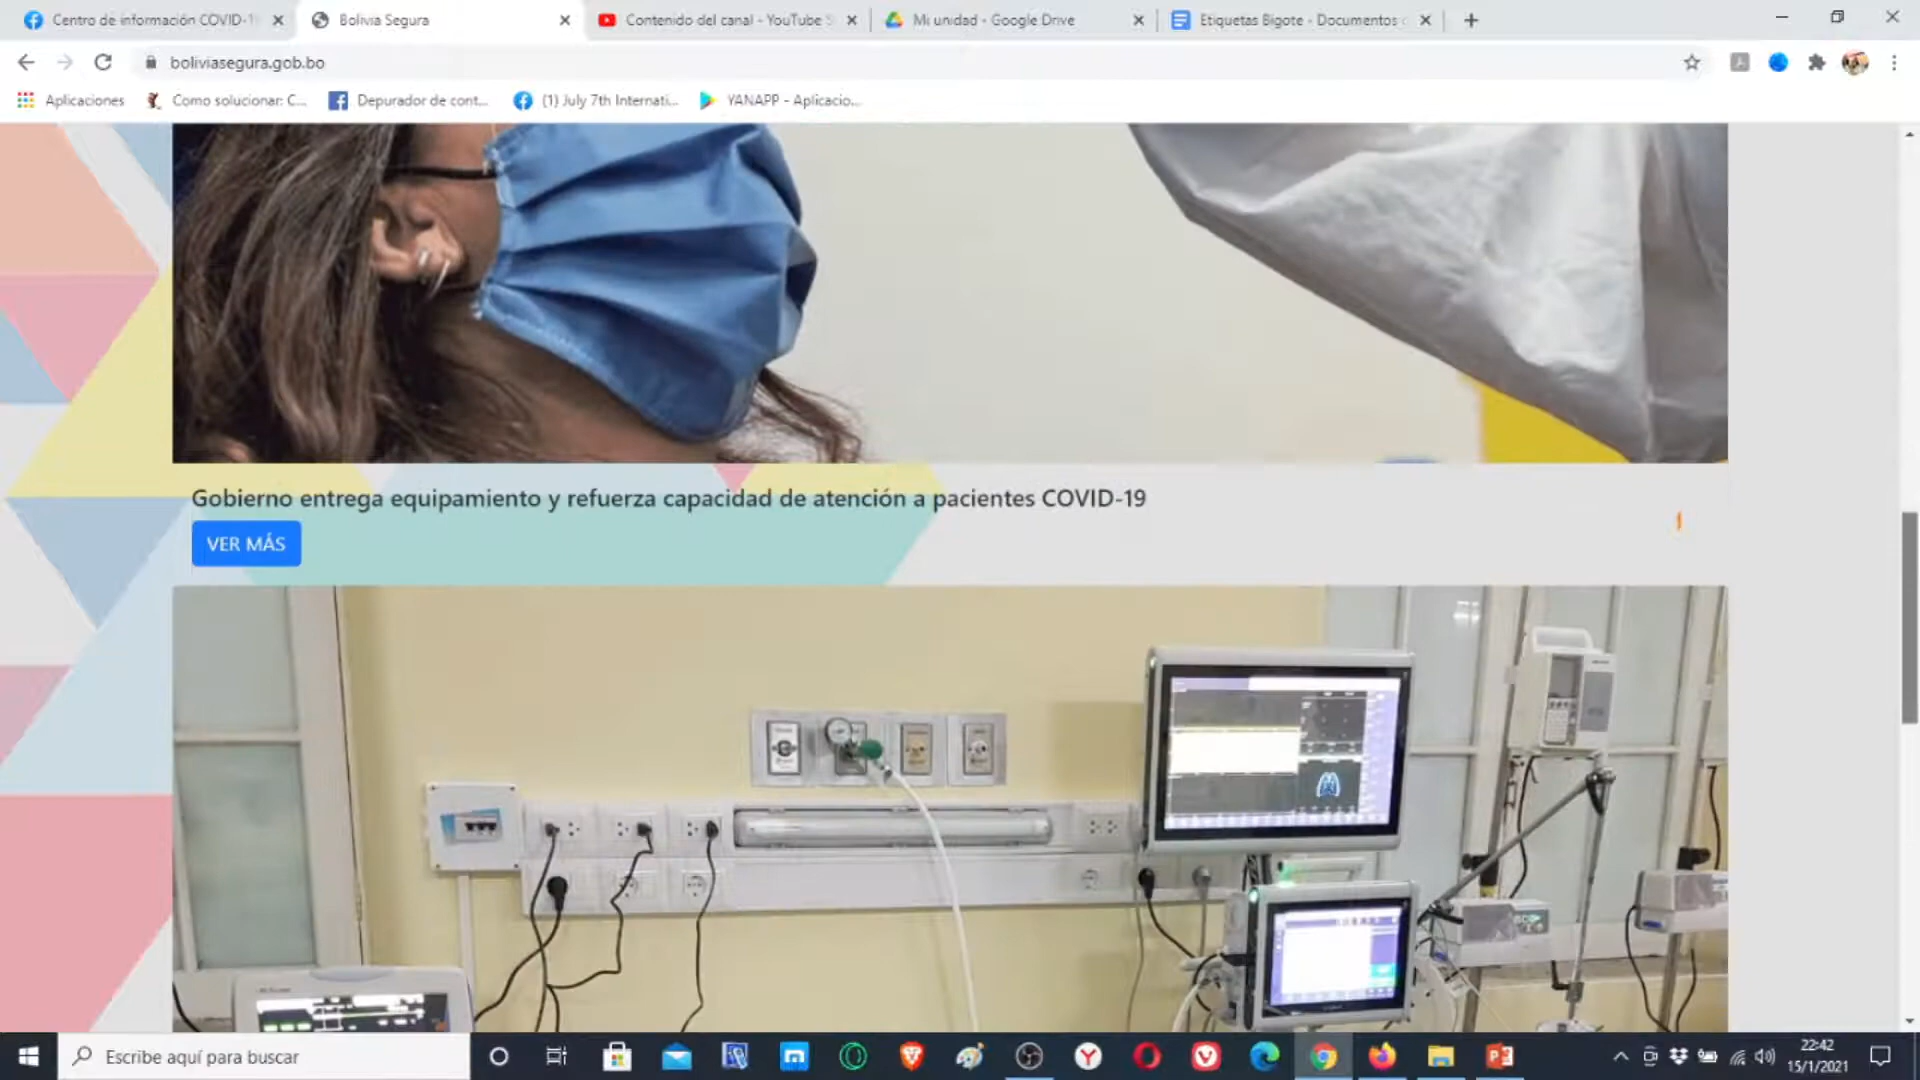 Centro de información COVID-1
Bolivia Segura
Contenido del canal - YouTube S
Mi unidad - Google Drive
Etiquetas Bigote - Documentos
boliviasegura.gob.bo
Aplicaciones
Como solucionar: C...
Depurador de cont...
(1) July 7th Internati...
YANAPP - Aplicacio...
Gobierno entrega equipamiento y refuerza capacidad de atención a pacientes COVID-19
VER MÁS
Escribe aquí para buscar
22:42
15/1/2021